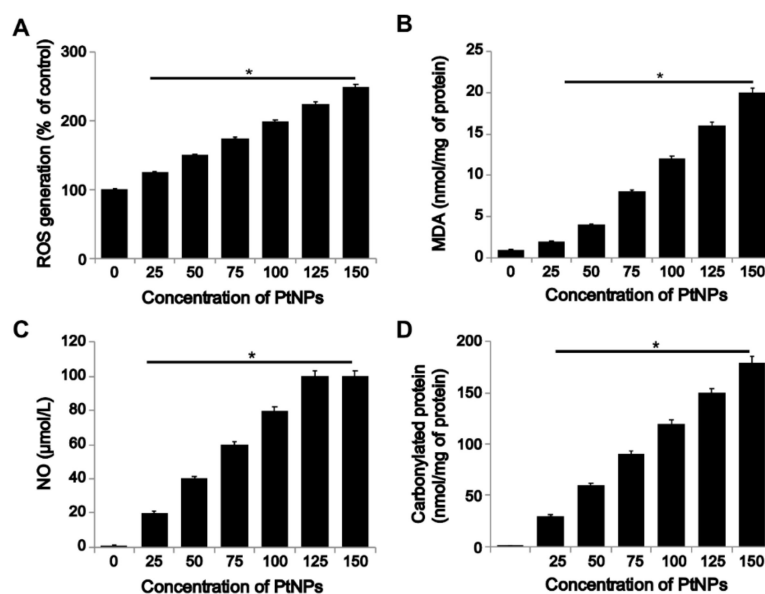 A
ROS generation (% of control)
300
200
100
0
*
0 25 50 75 100 125 150
Concentration of PtNPs
B
MDA (nmol/mg of protein)
25
20
15
10
5
0
*
0 25 50 75 100 125 150
Concentration of PtNPs
C
NO (µmol/L)
120
100
80
60
40
20
0
*
0 25 50 75 100 125 150
Concentration of PtNPs
D
Carbonylated protein
(nmol/mg of protein)
200
150
100
50
0
*
25 50 75 100 125 150
Concentration of PtNPs